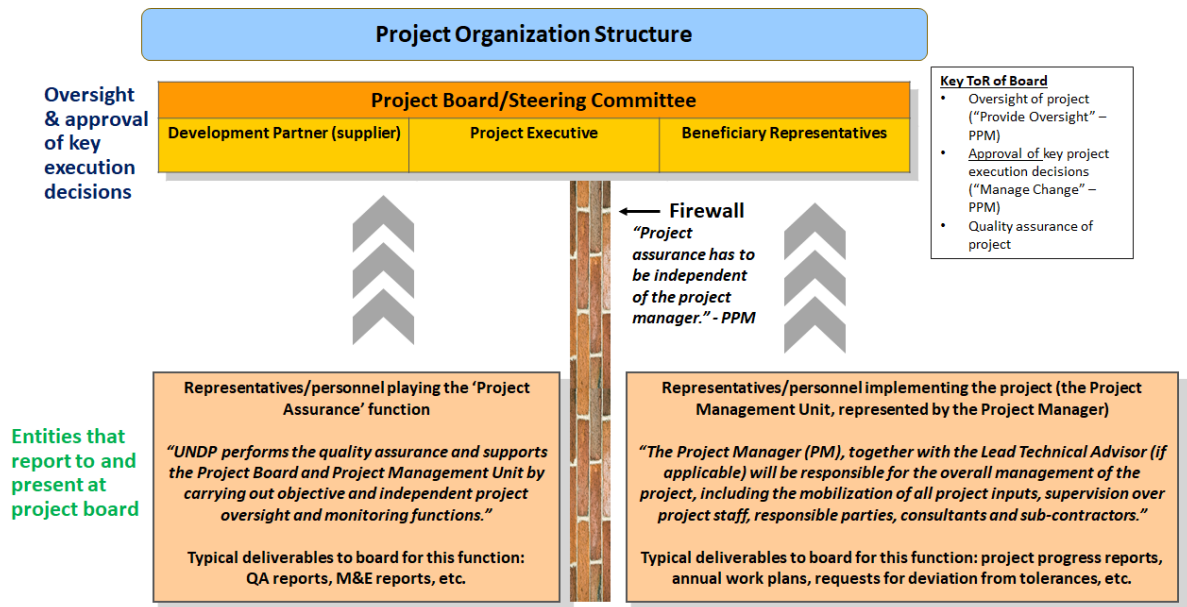 Project Organization Structure
Oversight
& approval
of key
execution
decisions
Project Board/Steering Committee
Development Partner (supplier)
Project Executive
Beneficiary Representatives
Key ToR of Board
• Oversight of project
(“Provide Oversight” –
PPM)
• Approval of key project
execution decisions
(“Manage Change” –
PPM)
• Quality assurance of
project
Firewall
“Project
assurance has to
be independent
of the project
manager.” - PPM
Entities that
report to and
present at
project board
Representatives/personnel playing the ‘Project
Assurance’ function
“UNDP performs the quality assurance and supports
the Project Board and Project Management Unit by
carrying out objective and independent project
oversight and monitoring functions.”
Typical deliverables to board for this function:
QA reports, M&E reports, etc.
Representatives/personnel implementing the project (the Project
Management Unit, represented by the Project Manager)
“The Project Manager (PM), together with the Lead Technical Advisor (if
applicable) will be responsible for the overall management of the
project, including the mobilization of all project inputs, supervision over
project staff, responsible parties, consultants and sub-contractors.”
Typical deliverables to board for this function: project progress reports,
annual work plans, requests for deviation from tolerances, etc.